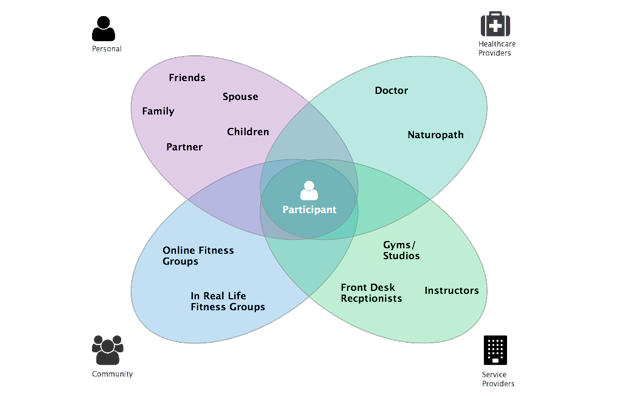 Personal
Healthcare
Providers
Friends
Spouse
Family
Children
Partner
Doctor
Naturopath
Participant
Online Fitness
Groups
In Real Life
Fitness Groups
Gyms/
Studios
Front Desk
Recptionists
Instructors
Community
Service
Providers